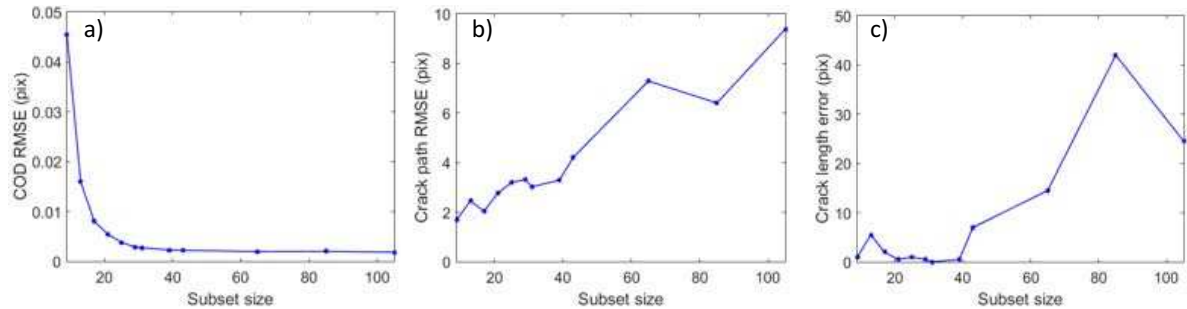 a)
COD RMSE (pix)
0.05
0.04
0.03
0.02
0.01
0
20 40 60 80 100
Subset size
b)
Crack path RMSE (pix)
10
8
6
4
2
0
20 40 60 80 100
Subset size
c)
Crack length error (pix)
50
40
30
20
10
0
20 40 60 80 100
Subset size